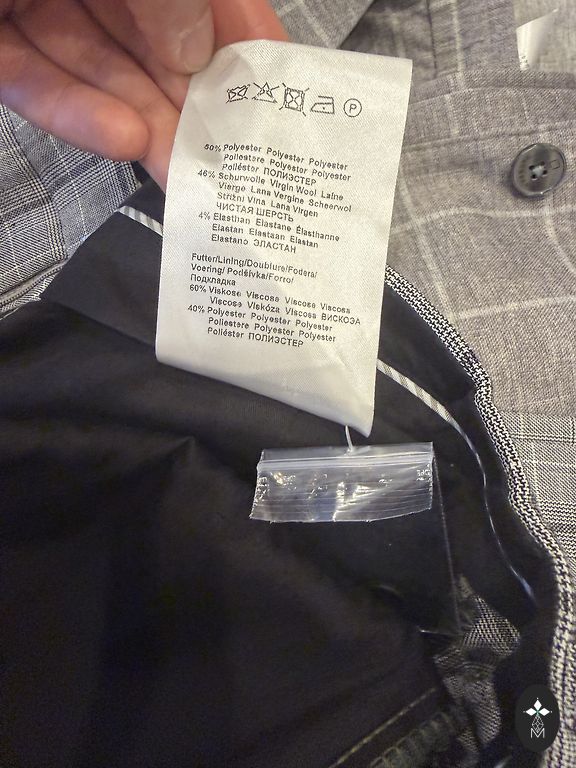 P
50% Polyester Polyester Polyester
Poliestere Polyester Polyester
Poliéster ПОЛИЭСТЕР
46% Schurwolle Virgin Wool Laine
Vierge Lana Vergine Scheerwol
Střižní Vlna Lana Virgen
ЧИСТАЯ ШЕРСТЬ
4% Elasthan Elastane Élasthanne
Elastan Elastaan Elastan
Elastano ЭЛАСТАН
Futter/Lining/Doublure/Fodera/
Voering/Podšívka/Forro/
Подкладка
60% Viskose Viscose Viscose Viscosa
Viscose Viskóza Viscosa ВИСКОЗА
40% Polyester Polyester Polyester
Poliestere Polyester Polyester
Poliéster ПОЛИЭСТЕР
M